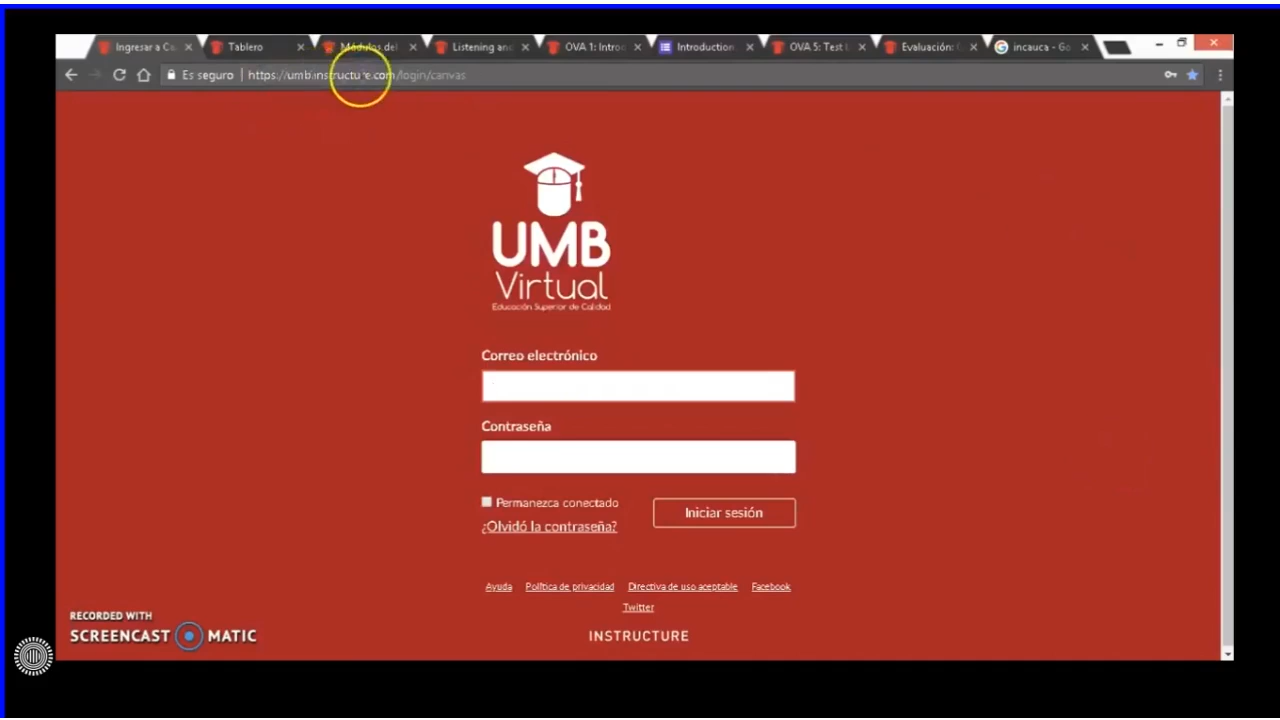 Ingresar a Ca
Tablero
Módulos del
Listening and
OVA 1: Introc
Introduction
OVA 5: Test
Evaluación:
incauca - Go
Es seguro | https://umb.instructure.com/login/canvas
UMB
Virtual
Educación Superior de Calidad
Correo electrónico
Contraseña
Permanezca conectado
Iniciar sesión
¿Olvidó la contraseña?
Ayuda Política de privacidad Directiva de uso aceptable Facebook
Twitter
INSTRUCTURE
RECORDED WITH
SCREENCAST MATIC